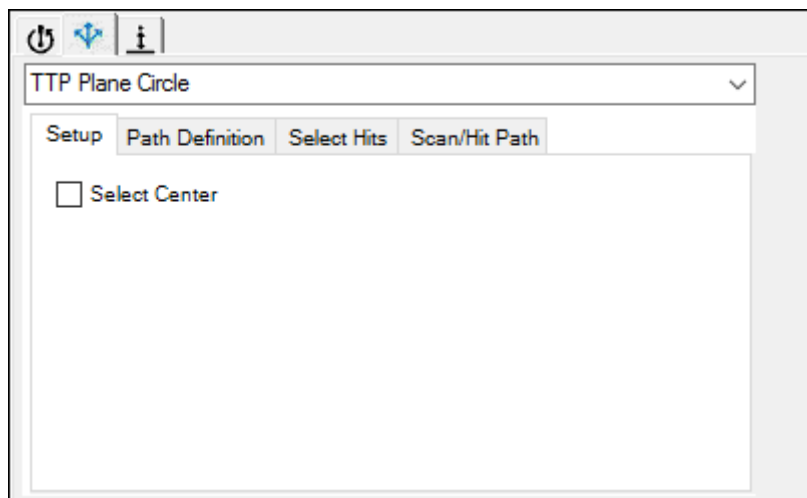 TTP Plane Circle
Setup Path Definition Select Hits Scan/Hit Path
Select Center